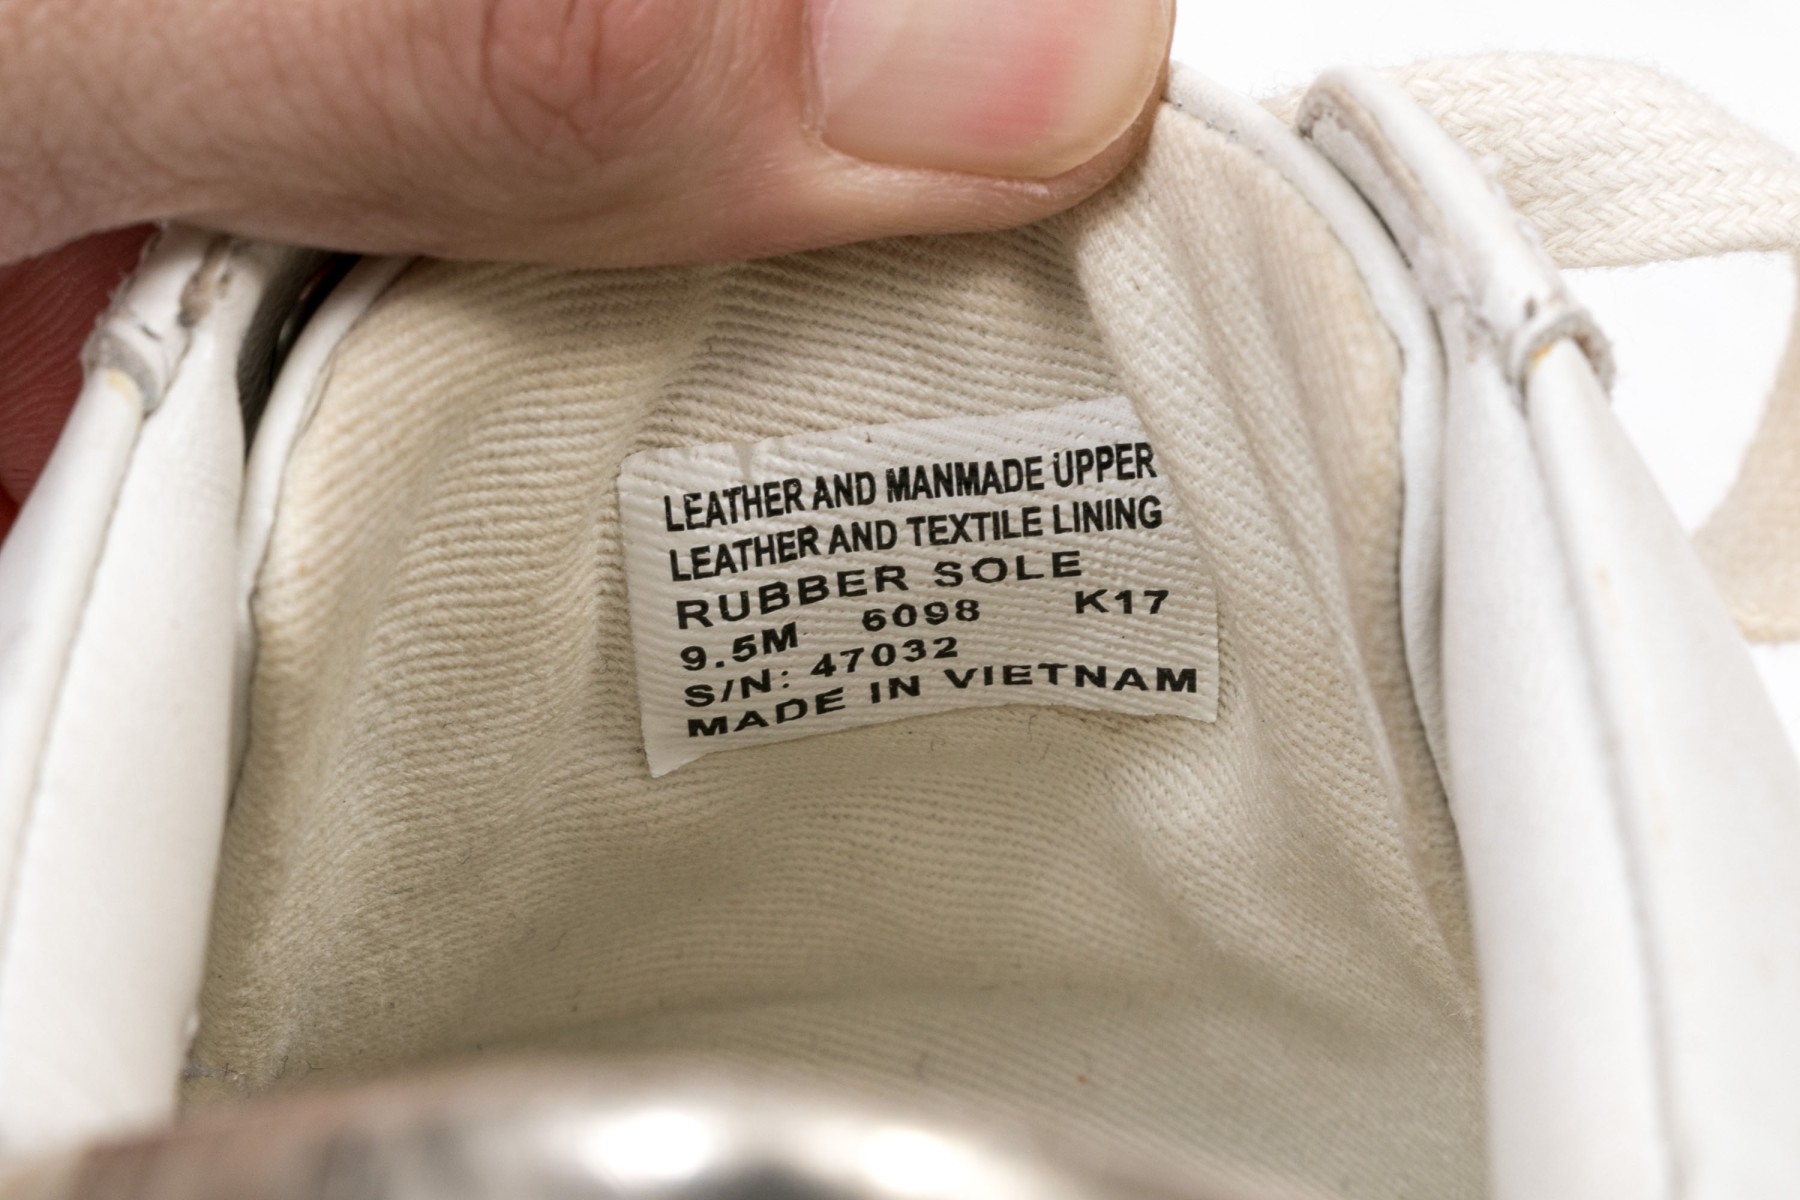 LEATHER AND MANMADE UPPER
LEATHER AND TEXTILE LINING
RUBBER SOLE
9.5M 6098 K17
S/N: 47032
MADE IN VIETNAM